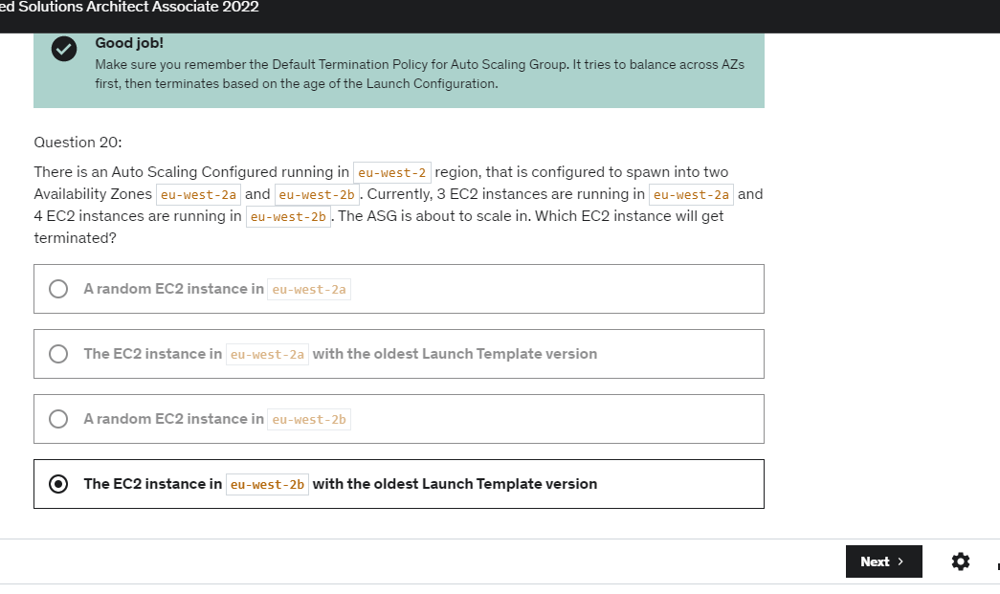 ed Solutions Architect Associate 2022
Good job!
Make sure you remember the Default Termination Policy for Auto Scaling Group. It tries to balance across AZs
first, then terminates based on the age of the Launch Configuration.
Question 20:
There is an Auto Scaling Configured running in eu-west-2 region, that is configured to spawn into two
Availability Zones eu-west-2a and eu-west-2b. Currently, 3 EC2 instances are running in eu-west-2a and
4 EC2 instances are running in eu-west-2b. The ASG is about to scale in. Which EC2 instance will get
terminated?
A random EC2 instance in eu-west-2a
The EC2 instance in eu-west-2a with the oldest Launch Template version
A random EC2 instance in eu-west-2b
The EC2 instance in eu-west-2b with the oldest Launch Template version
Next >